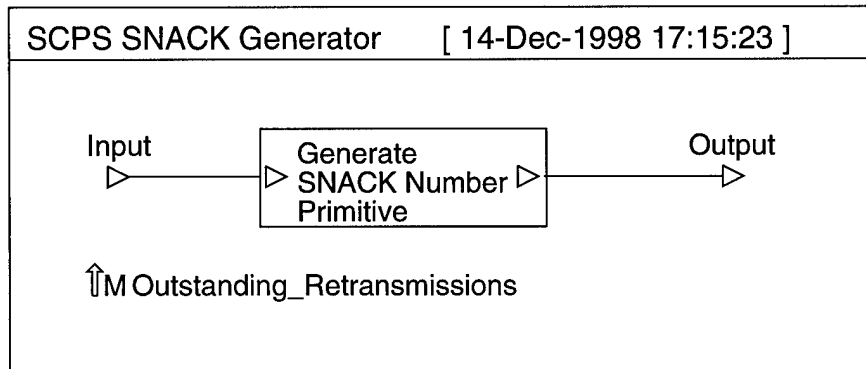 SCPS SNACK Generator [ 14-Dec-1998 17:15:23 ]
Input
Generate
SNACK Number
Primitive
Output
⇑M Outstanding_Retransmissions